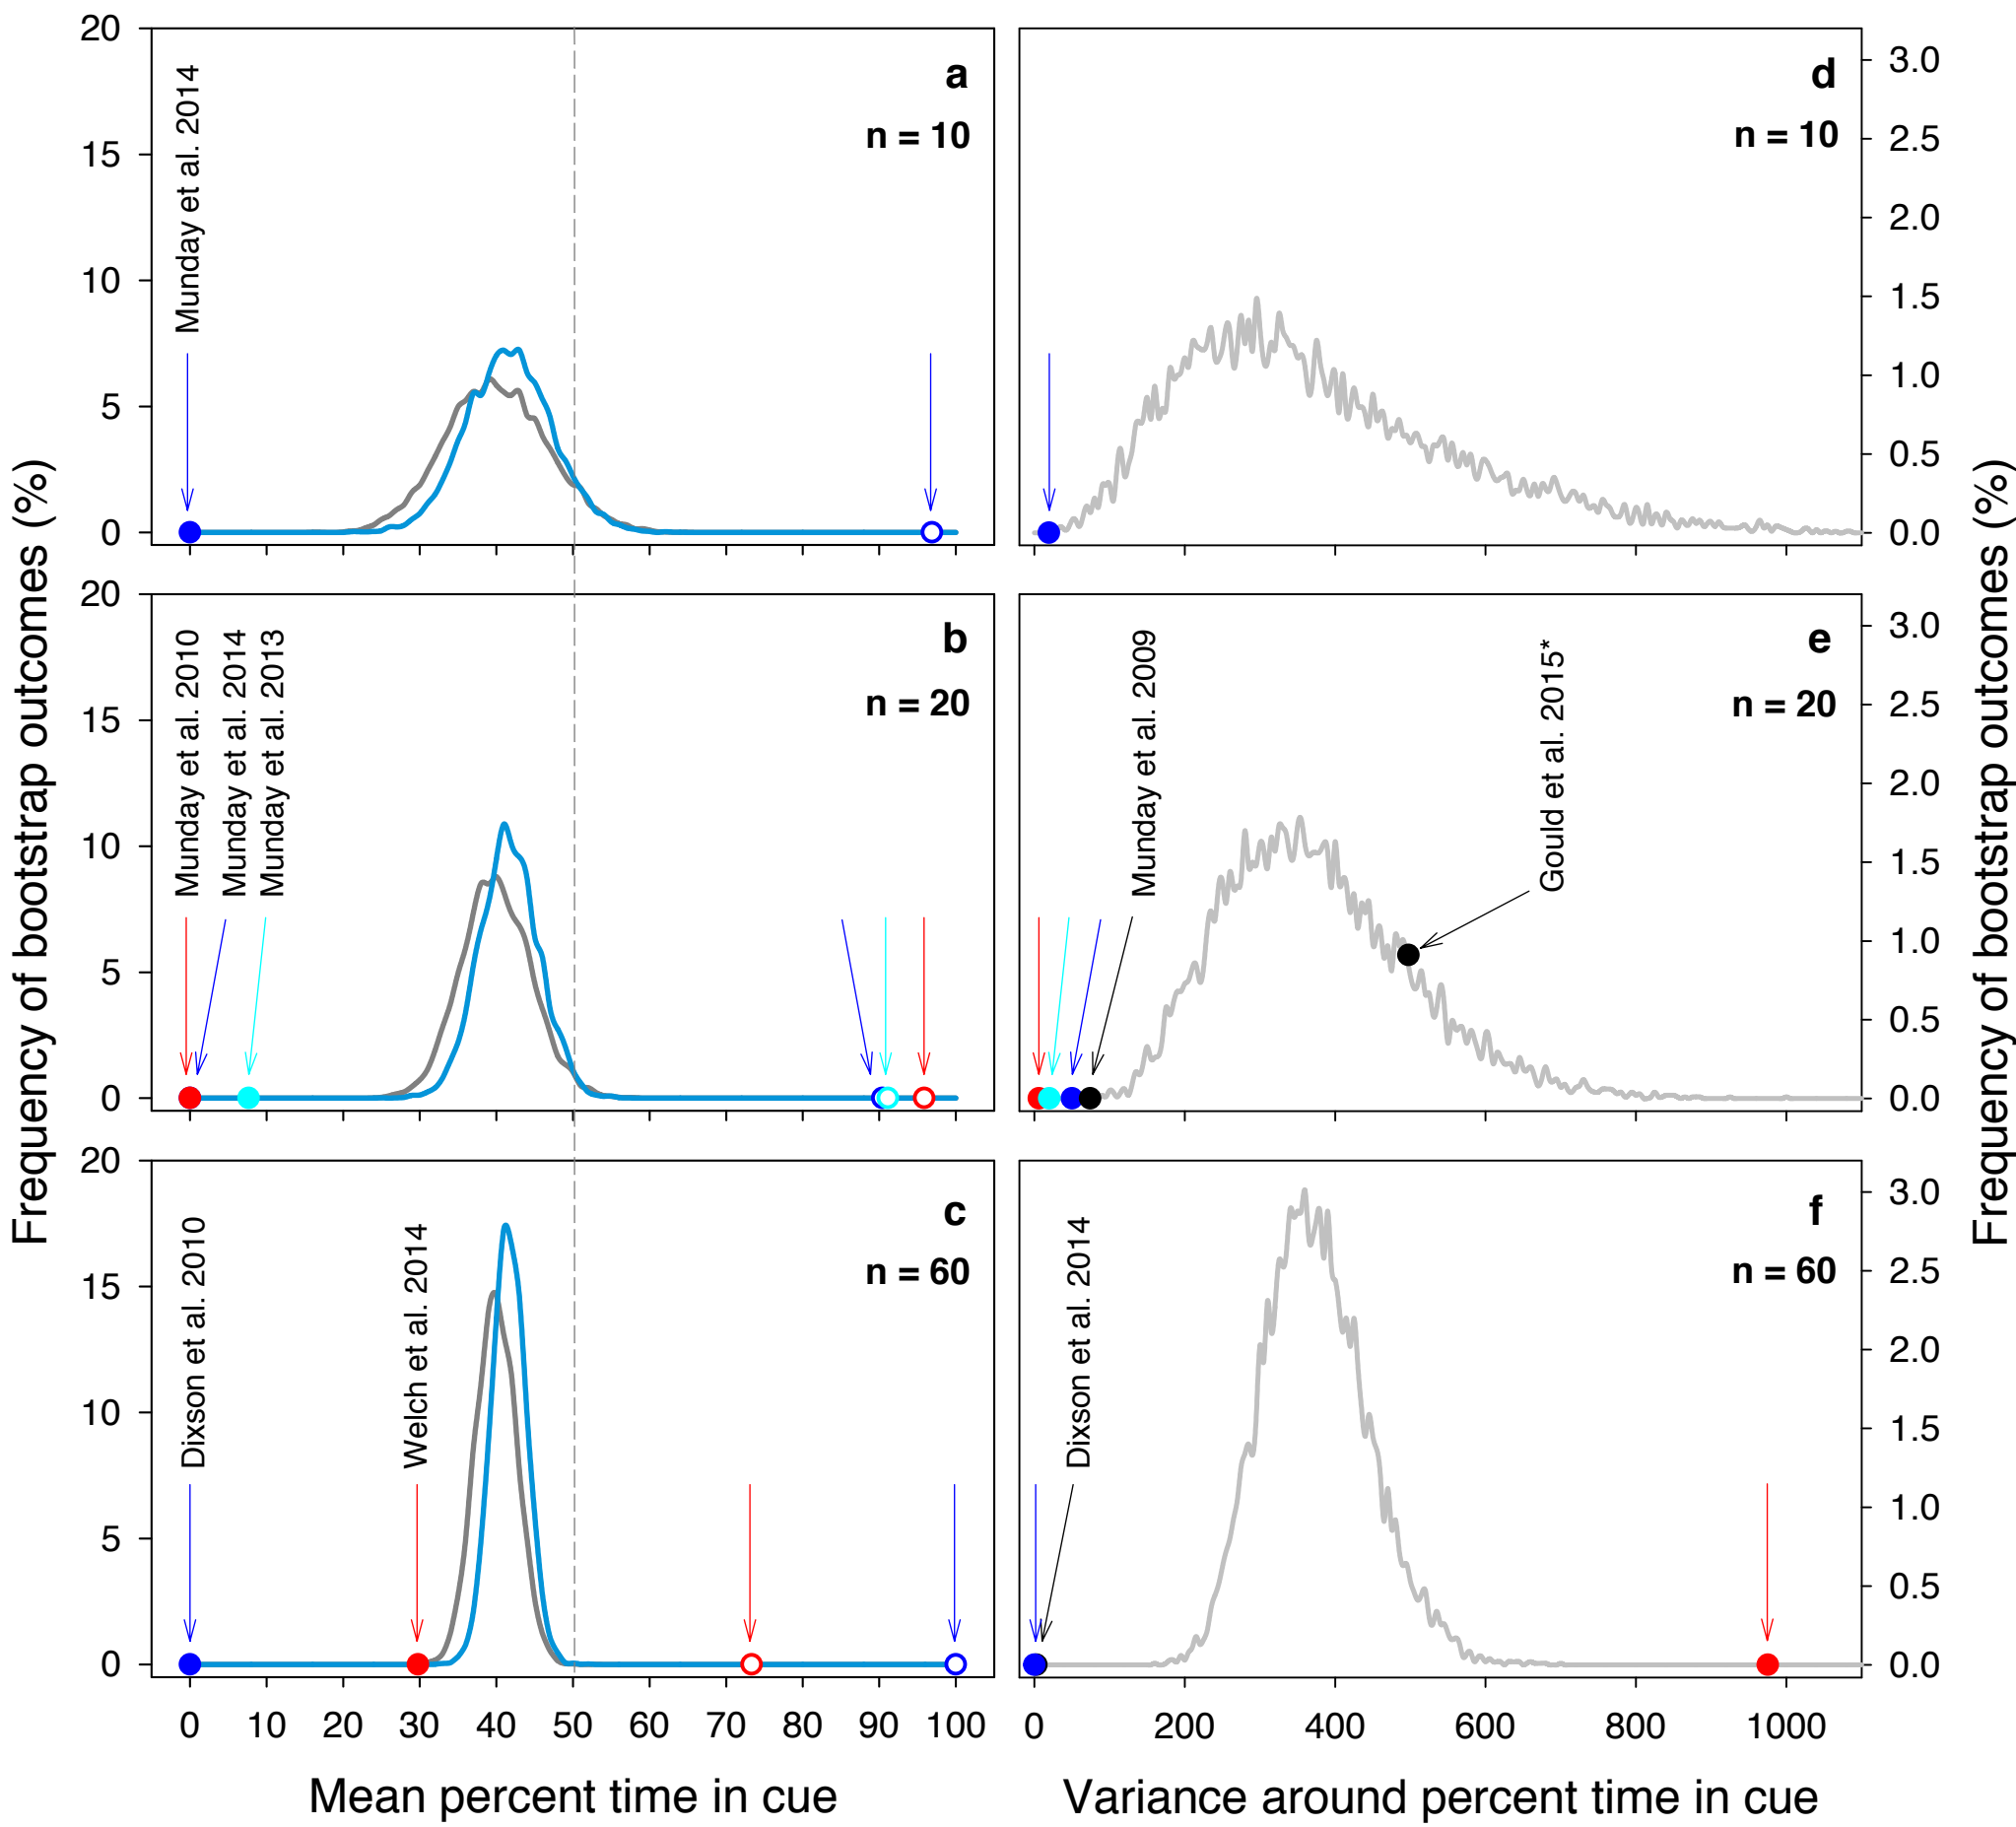 Frequency of bootstrap outcomes (%)
20
15
10
5
0
a
n = 10
Munday et al. 2014
d
n = 10
3.0
2.5
2.0
1.5
1.0
0.5
0.0
20
15
10
5
0
b
n = 20
Munday et al. 2010
Munday et al. 2014
Munday et al. 2013
e
n = 20
Munday et al. 2009
Gould et al. 2015*
3.0
2.5
2.0
1.5
1.0
0.5
0.0
20
15
10
5
0
c
n = 60
Dixson et al. 2010
Welch et al. 2014
f
n = 60
Dixson et al. 2014
3.0
2.5
2.0
1.5
1.0
0.5
0.0
Frequency of bootstrap outcomes (%)
0 10 20 30 40 50 60 70 80 90 100
0 200 400 600 800 1000
Mean percent time in cue
Variance around percent time in cue